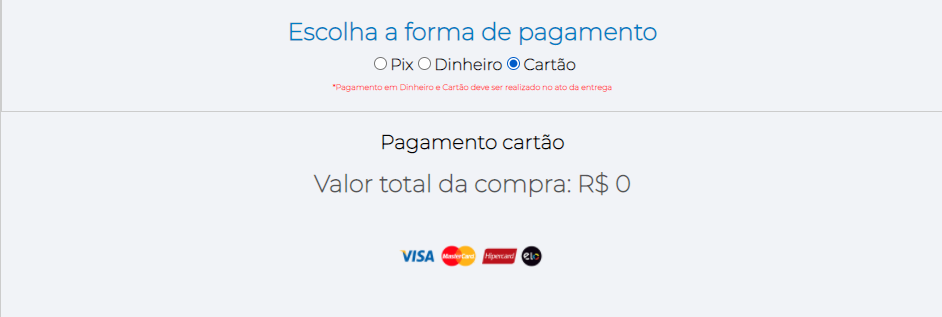 Escolha a forma de pagamento
Pix Dinheiro Cartão
*Pagamento em Dinheiro e Cartão deve ser realizado no ato da entrega
Pagamento cartão
Valor total da compra: R$ 0
VISA MasterCard Hipercard elo